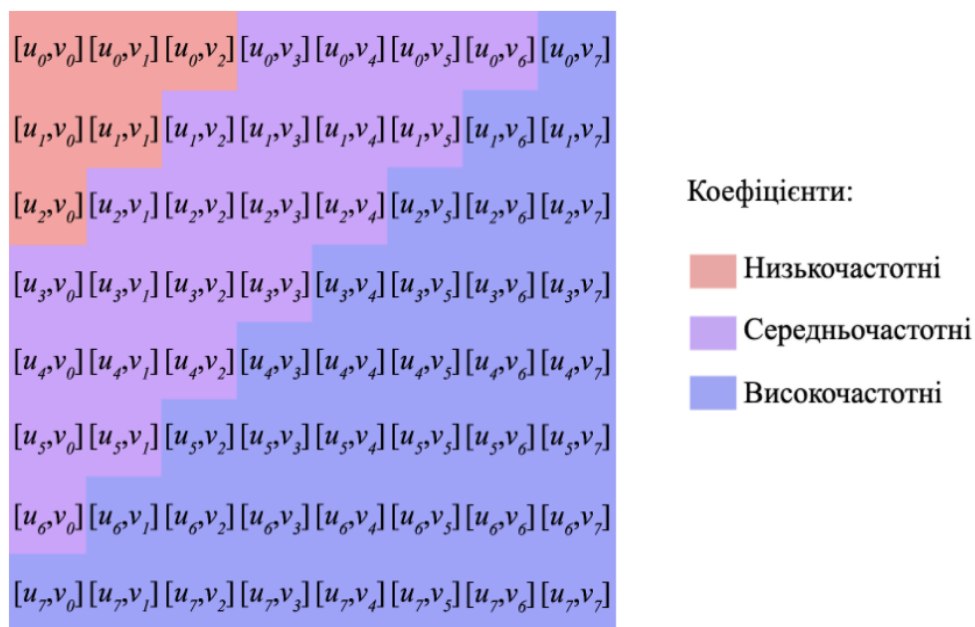 [u₀,v₀] [u₀,v₁] [u₀,v₂] [u₀,v₃] [u₀,v₄] [u₀,v₅] [u₀,v₆] [u₀,v₇]
[u₁,v₀] [u₁,v₁] [u₁,v₂] [u₁,v₃] [u₁,v₄] [u₁,v₅] [u₁,v₆] [u₁,v₇]
[u₂,v₀] [u₂,v₁] [u₂,v₂] [u₂,v₃] [u₂,v₄] [u₂,v₅] [u₂,v₆] [u₂,v₇]
[u₃,v₀] [u₃,v₁] [u₃,v₂] [u₃,v₃] [u₃,v₄] [u₃,v₅] [u₃,v₆] [u₃,v₇]
[u₄,v₀] [u₄,v₁] [u₄,v₂] [u₄,v₃] [u₄,v₄] [u₄,v₅] [u₄,v₆] [u₄,v₇]
[u₅,v₀] [u₅,v₁] [u₅,v₂] [u₅,v₃] [u₅,v₄] [u₅,v₅] [u₅,v₆] [u₅,v₇]
[u₆,v₀] [u₆,v₁] [u₆,v₂] [u₆,v₃] [u₆,v₄] [u₆,v₅] [u₆,v₆] [u₆,v₇]
[u₇,v₀] [u₇,v₁] [u₇,v₂] [u₇,v₃] [u₇,v₄] [u₇,v₅] [u₇,v₆] [u₇,v₇]
Коефіцієнти:
Низькочастотні
Середньочастотні
Високочастотні